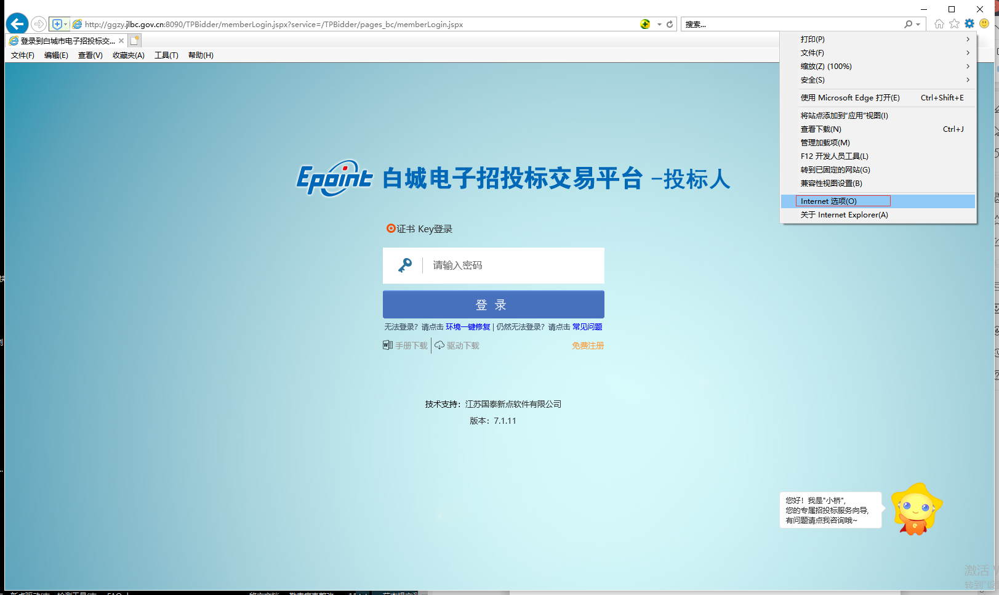 http://ggzy.jlbc.gov.cn:8090/TPBidder/memberLogin.jspx?service=/TPBidder/pages_bc/memberLogin.jspx
搜索...
登录到白城市电子招投标交...
文件(F) 编辑(E) 查看(V) 收藏夹(A) 工具(T) 帮助(H)
打印(P)
文件(F)
缩放(Z) (100%)
安全(S)
使用 Microsoft Edge 打开(E) Ctrl+Shift+E
将站点添加到“应用”视图(I)
查看下载(N) Ctrl+J
管理加载项(M)
F12 开发人员工具(L)
转到已固定的网站(G)
兼容性视图设置(B)
Internet 选项(O)
关于 Internet Explorer(A)
Epoint 白城电子招投标交易平台 -投标人
证书 Key登录
请输入密码
登 录
无法登录? 请点击 环境一键修复 | 仍然无法登录? 请点击 常见问题
手册下载 驱动下载 免费注册
技术支持：江苏国泰新点软件有限公司
版本：7.1.11
您好！我是"小桥",
您的专属招投标服务向导,
有问题请点我咨询哦~
激活
转到"设